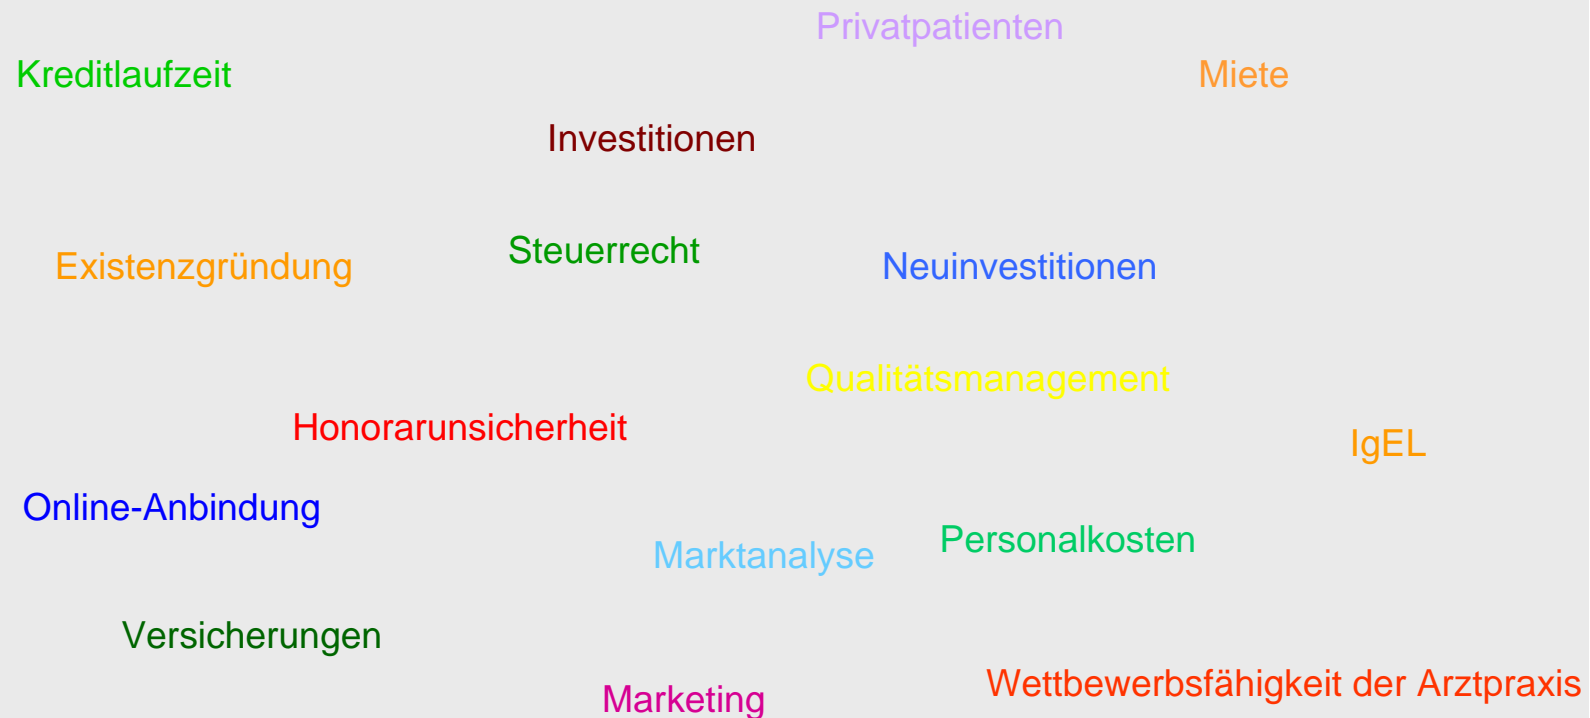 Privatpatienten
Kreditlaufzeit
Miete
Investitionen
Steuerrecht
Existenzgründung
Neuinvestitionen
Qualitätsmanagement
Honorarunsicherheit
IgEL
Online-Anbindung
Personalkosten
Marktanalyse
Versicherungen
Wettbewerbsfähigkeit der Arztpraxis
Marketing